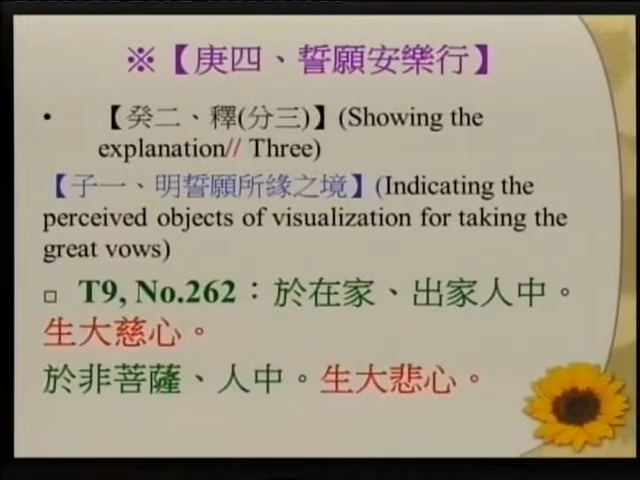 ※【庚四、誓願安樂行】
• 【癸二、釋(分三)】(Showing the
explanation// Three)
【子一、明誓願所緣之境】(Indicating the
perceived objects of visualization for taking the
great vows)
□ T9, No.262：於在家、出家人中。
生大慈心。
於非菩薩、人中。生大悲心。